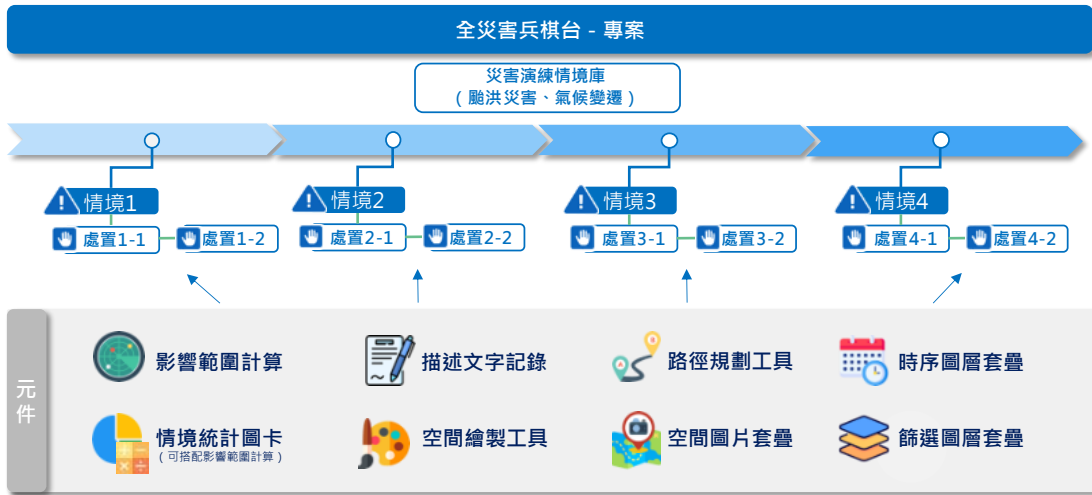 全災害兵棋台 - 專案
災害演練情境庫
（颱洪災害、氣候變遷）
情境1
處置1-1
處置1-2
情境2
處置2-1
處置2-2
情境3
處置3-1
處置3-2
情境4
處置4-1
處置4-2
元件
影響範圍計算
描述文字記錄
路徑規劃工具
時序圖層套疊
情境統計圖卡
（可搭配影響範圍計算）
空間繪製工具
空間圖片套疊
篩選圖層套疊